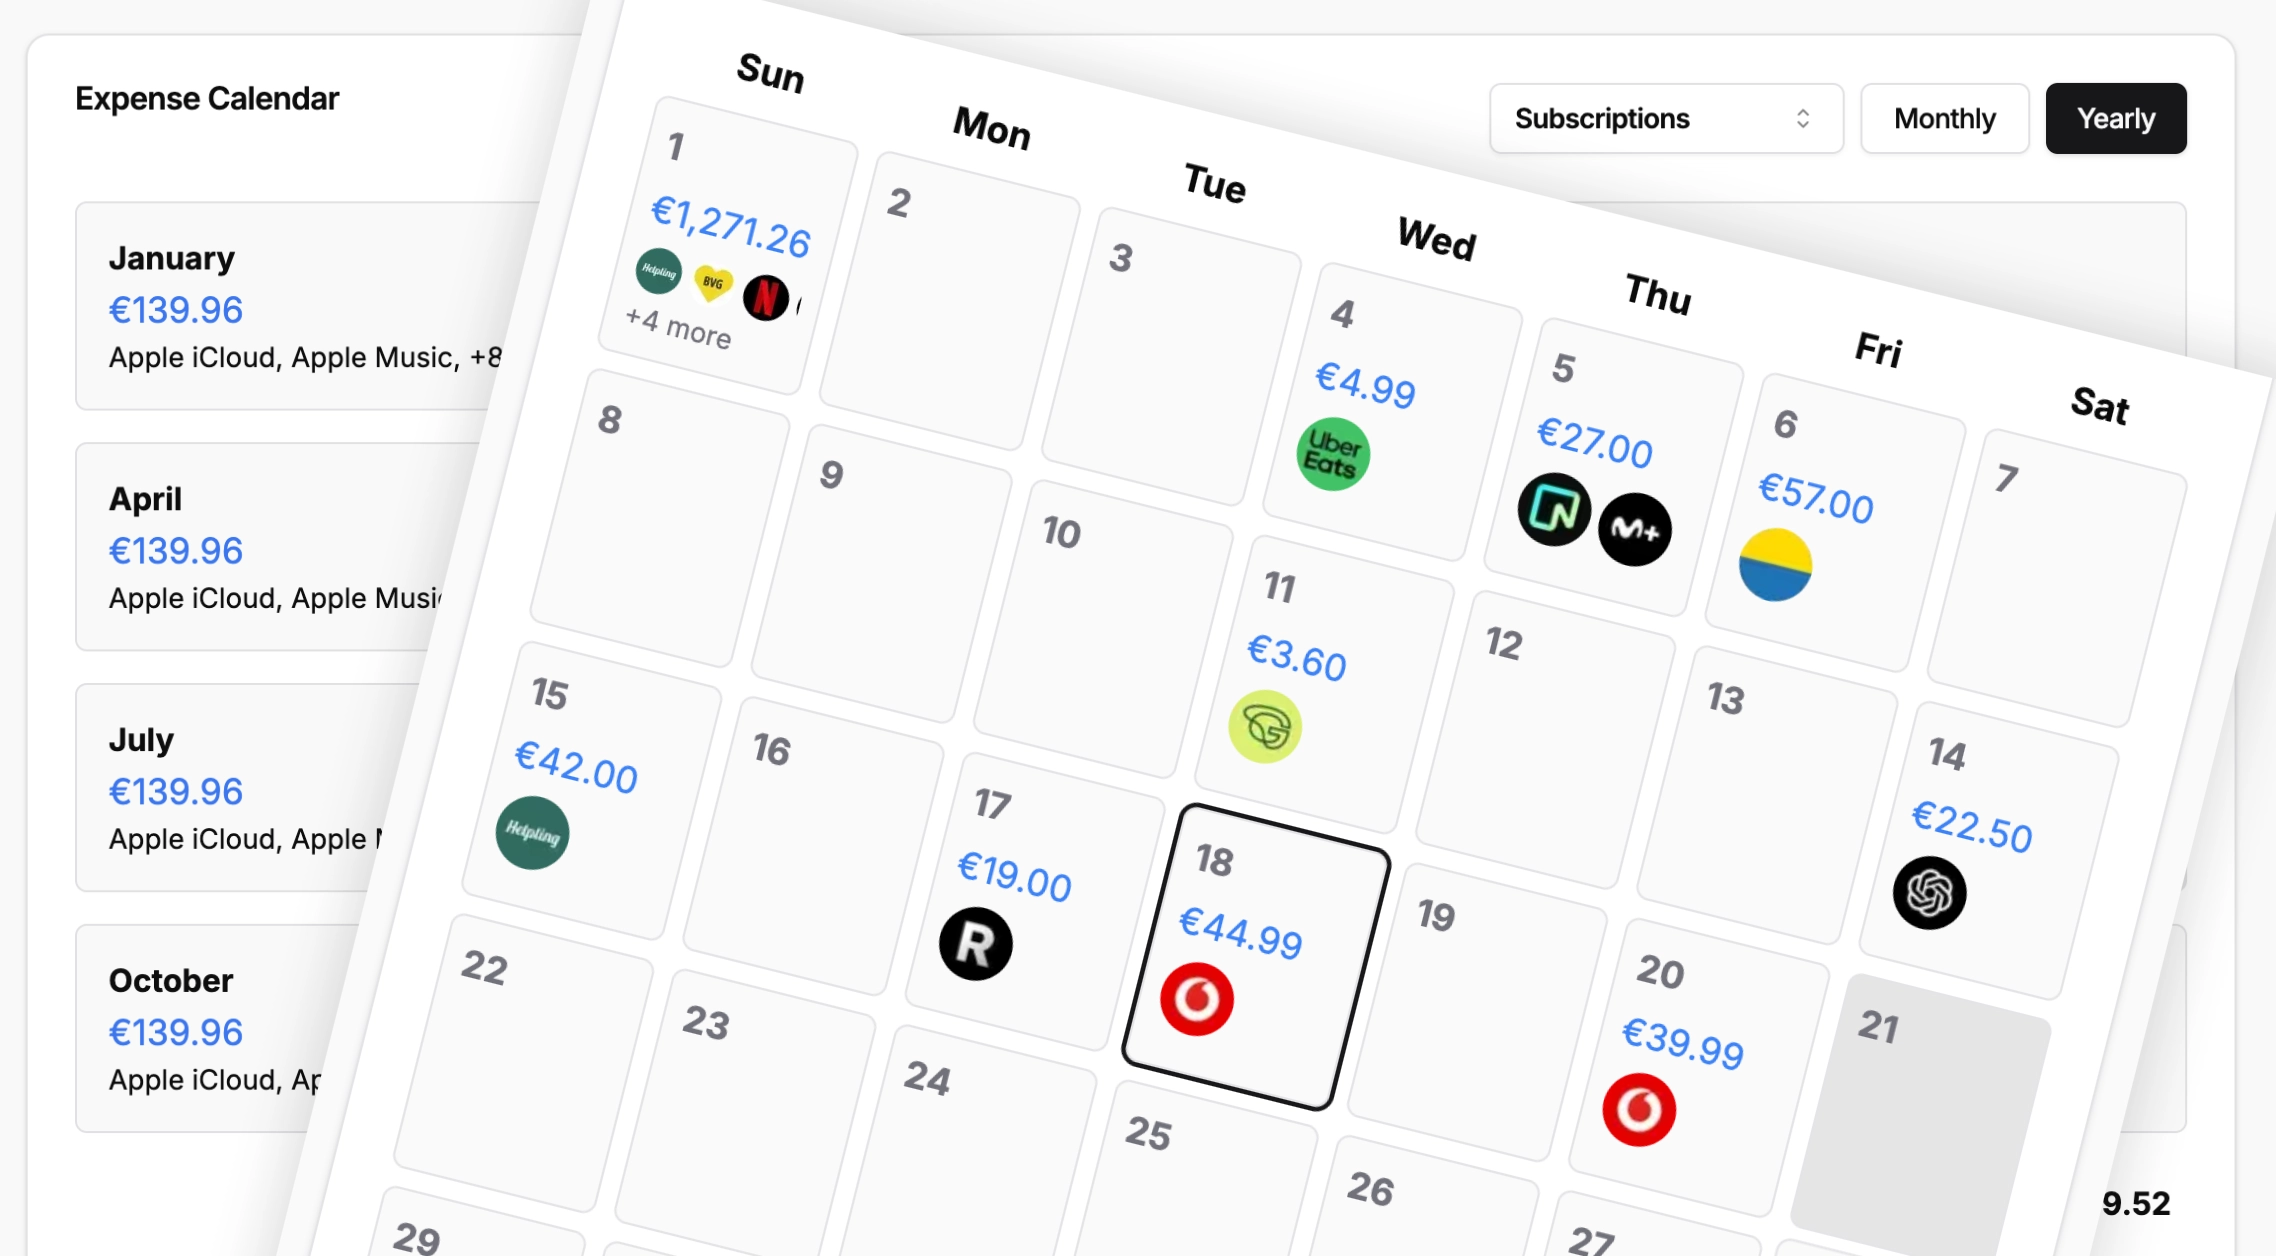 Expense Calendar
Subscriptions
Monthly
Yearly
January
€139.96
Apple iCloud, Apple Music, +8
April
€139.96
Apple iCloud, Apple Music
July
€139.96
Apple iCloud, Apple
October
€139.96
Apple iCloud,
9.52
Sun
Mon
Tue
Wed
Thu
Fri
Sat
1
€1,271.26
Helpling
BVG
N
+4 more
2
3
4
€4.99
Uber
Eats
5
€27.00
N
M+
6
€57.00
7
8
9
10
11
€3.60
G
12
13
14
€22.50
15
€42.00
Helpling
16
17
€19.00
R
18
€44.99
19
20
€39.99
21
22
23
24
25
26
27
29